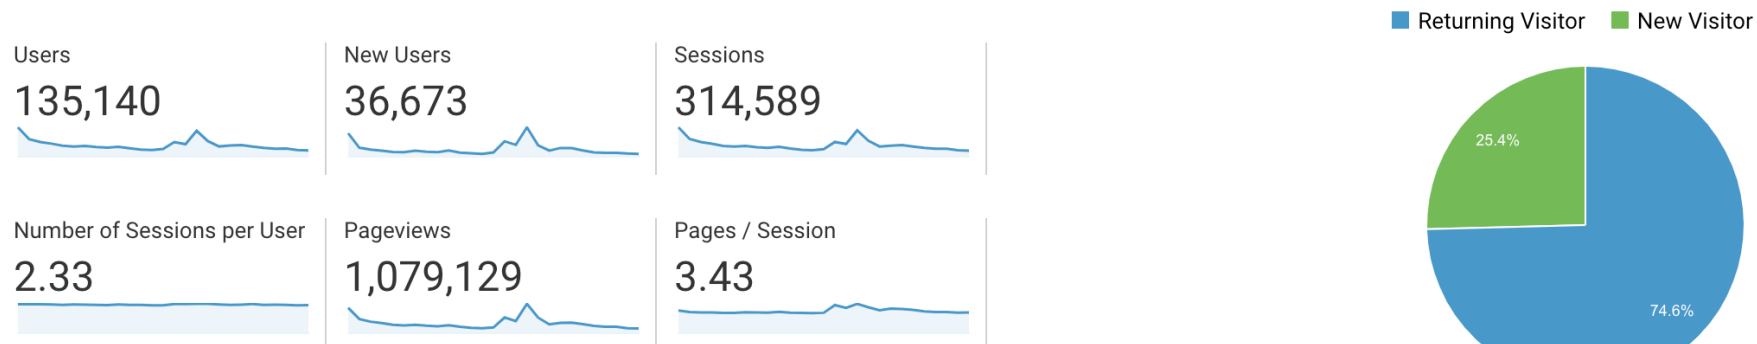 Returning Visitor New Visitor
Users
135,140
New Users
36,673
Sessions
314,589
Number of Sessions per User
2.33
Pageviews
1,079,129
Pages / Session
3.43
25.4%
74.6%